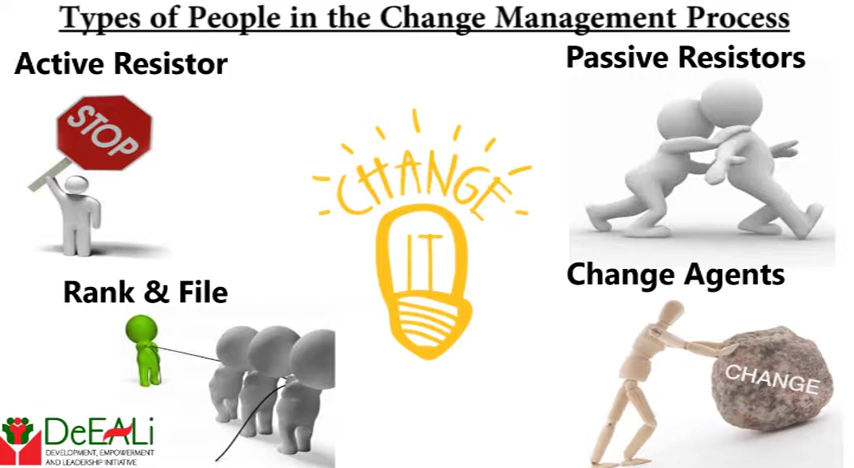 Types of People in the Change Management Process
Active Resistor
Passive Resistors
STOP
CHANGE
IT
Rank & File
Change Agents
CHANGE
DeEALi
DEVELOPMENT, EMPOWERMENT
AND LEADERSHIP INITIATIVE